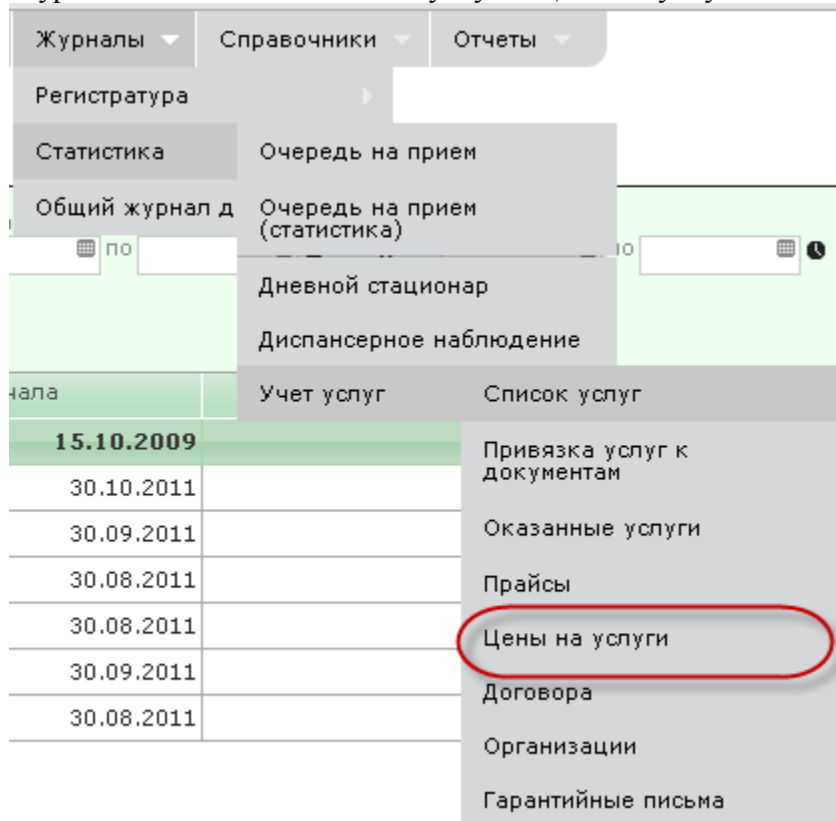 Журналы Справочники Отчеты
Регистратура
Статистика
Очередь на прием
Общий журнал д
Очередь на прием
(статистика)
по
Дневной стационар
Диспансерное наблюдение
Учет услуг
Список услуг
15.10.2009
Привязка услуг к
документам
30.10.2011
30.09.2011
Оказанные услуги
30.08.2011
Прайсы
30.08.2011
Цены на услуги
30.09.2011
Договора
30.08.2011
Организации
Гарантийные письма